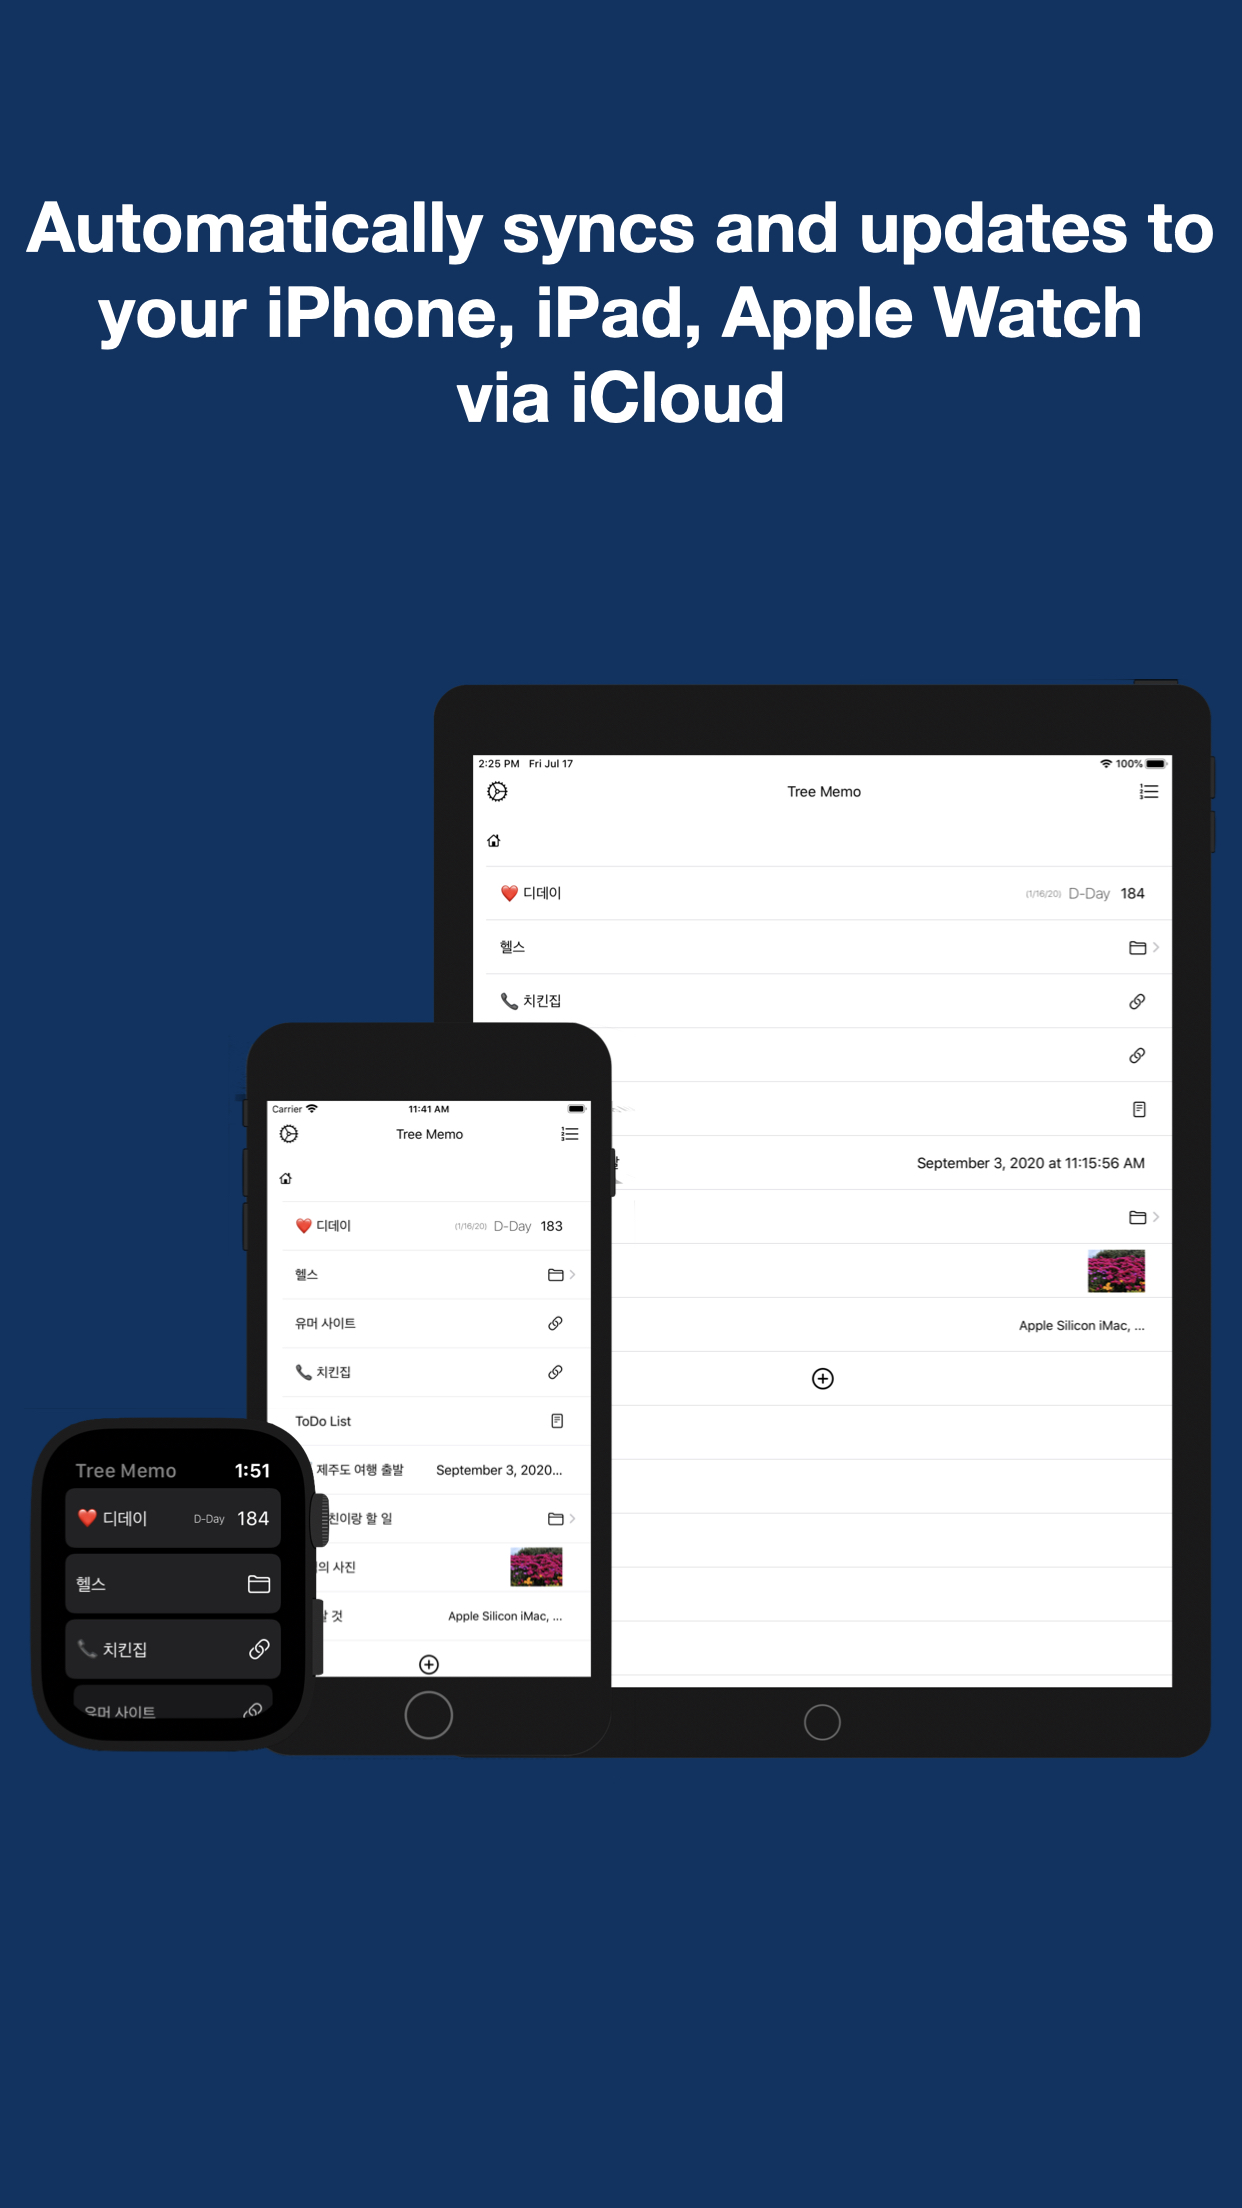 Automatically syncs and updates to
your iPhone, iPad, Apple Watch
via iCloud
2:25 PM Fri Jul 17 100%
Tree Memo
❤️ 디데이 (1/16/20) D-Day 184
헬스
📞 치킨집
September 3, 2020 at 11:15:56 AM
Apple Silicon iMac, ...
Carrier 11:41 AM
Tree Memo
❤️ 디데이 (1/16/20) D-Day 183
헬스
유머 사이트
📞 치킨집
ToDo List
제주도 여행 출발 September 3, 2020...
친이랑 할 일
의 사진
것 Apple Silicon iMac, ...
Tree Memo 1:51
❤️ 디데이 D-Day 184
헬스
📞 치킨집
유머 사이트